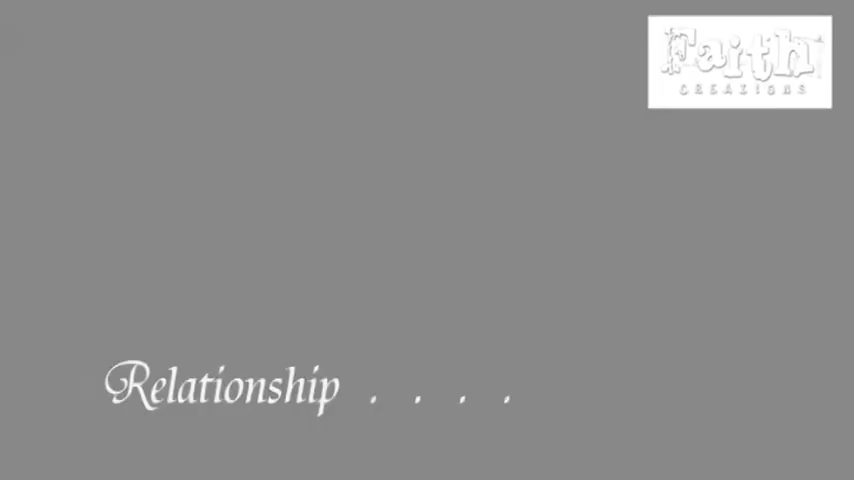 Faith
CREATIONS
Relationship . . . .